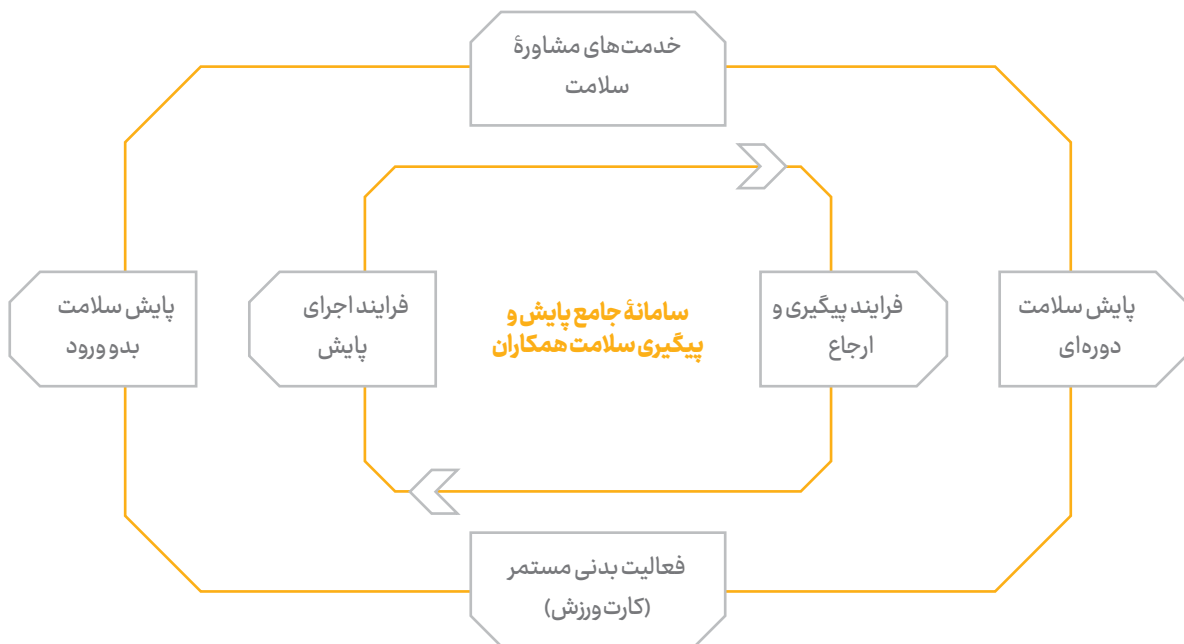 خدمت‌های مشاورهٔ
سلامت
پایش سلامت
دوره‌ای
فرایند پیگیری و
ارجاع
سامانهٔ جامع پایش و
پیگیری سلامت همکاران
فرایند اجرای
پایش
پایش سلامت
بدو ورود
فعالیت بدنی مستمر
(کارت ورزش)